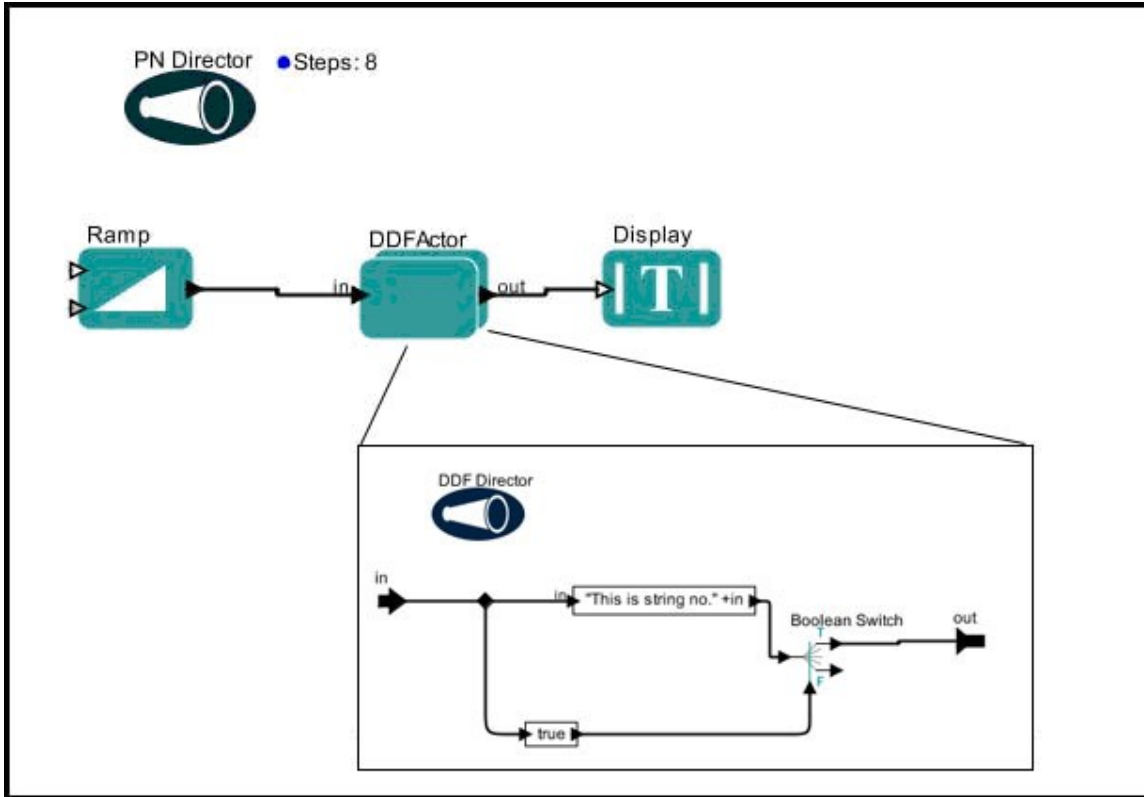 PN Director
Steps: 8
Ramp
DDFActor
Display
in
out
T
DDF Director
in
in
"This is string no." +in
Boolean Switch
out
T
F
true